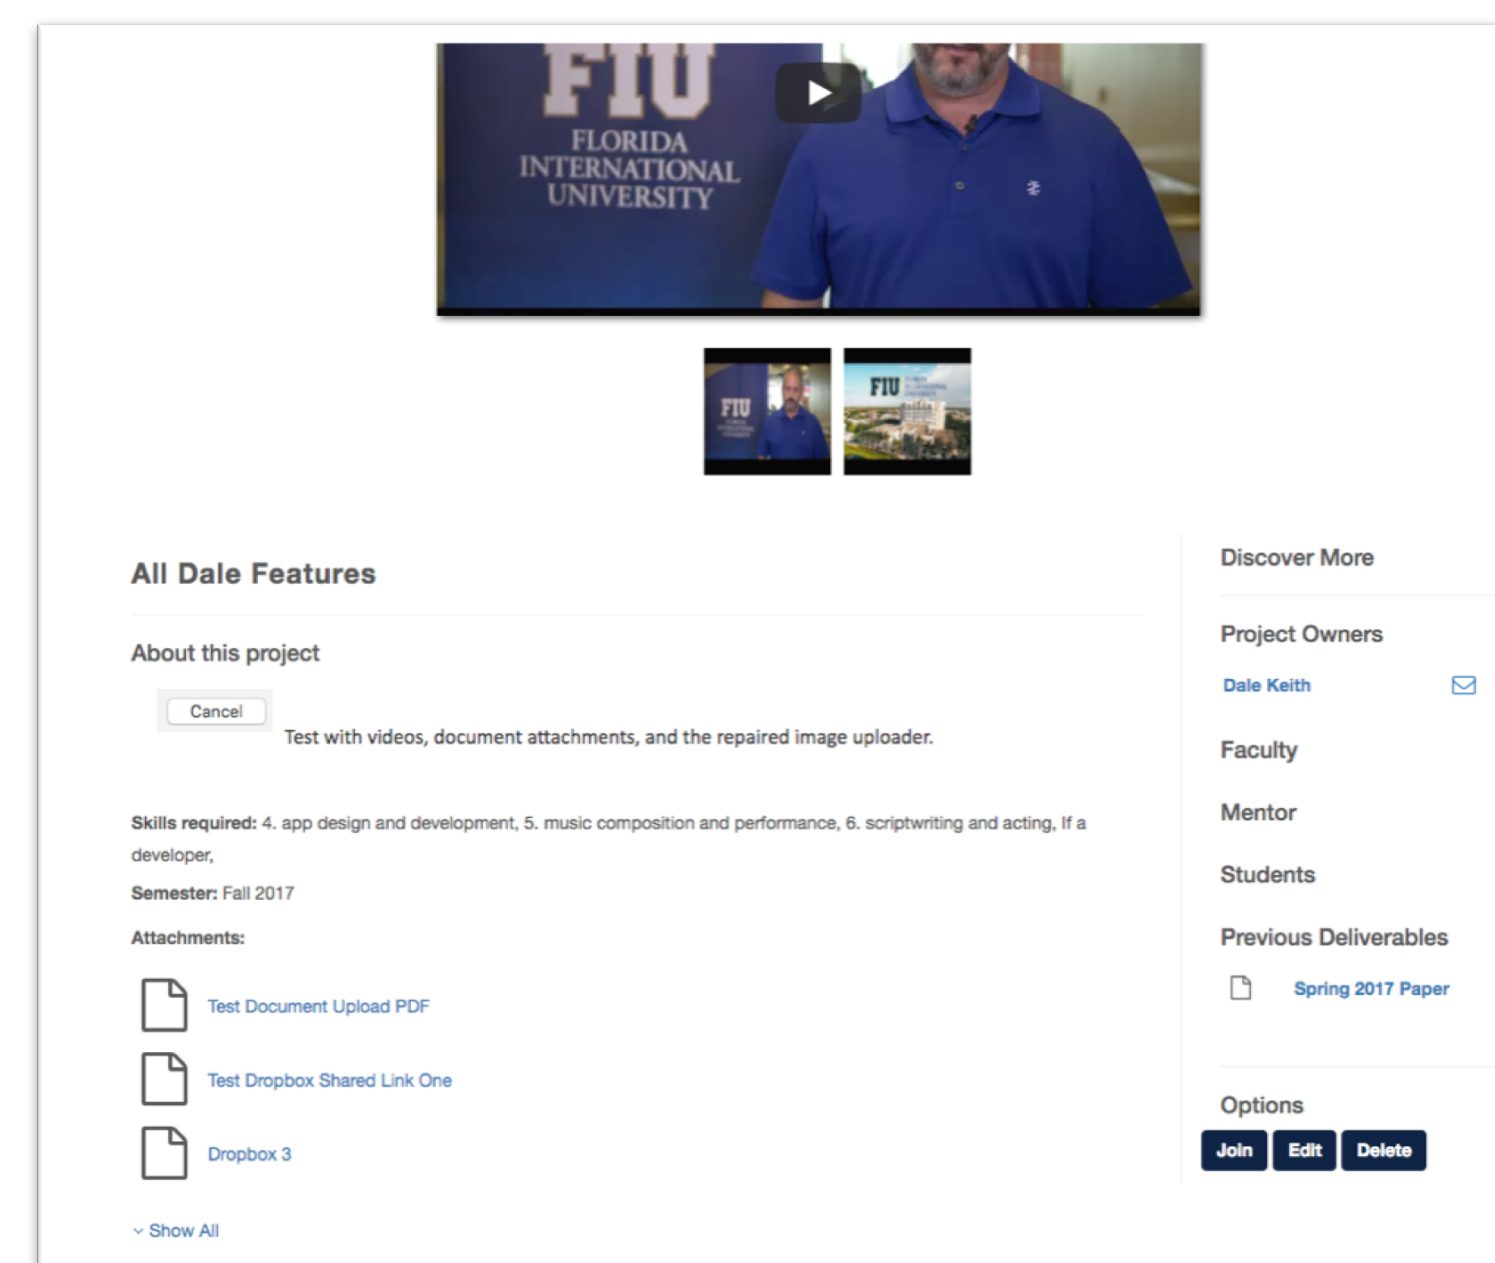 FIU
FLORIDA
INTERNATIONAL
UNIVERSITY
FIU
FIU
All Dale Features
About this project
Cancel
Test with videos, document attachments, and the repaired image uploader.
Skills required: 4. app design and development, 5. music composition and performance, 6. scriptwriting and acting, If a
developer,
Semester: Fall 2017
Attachments:
Test Document Upload PDF
Test Dropbox Shared Link One
Dropbox 3
Show All
Discover More
Project Owners
Dale Keith
Faculty
Mentor
Students
Previous Deliverables
Spring 2017 Paper
Options
Join Edit Delete